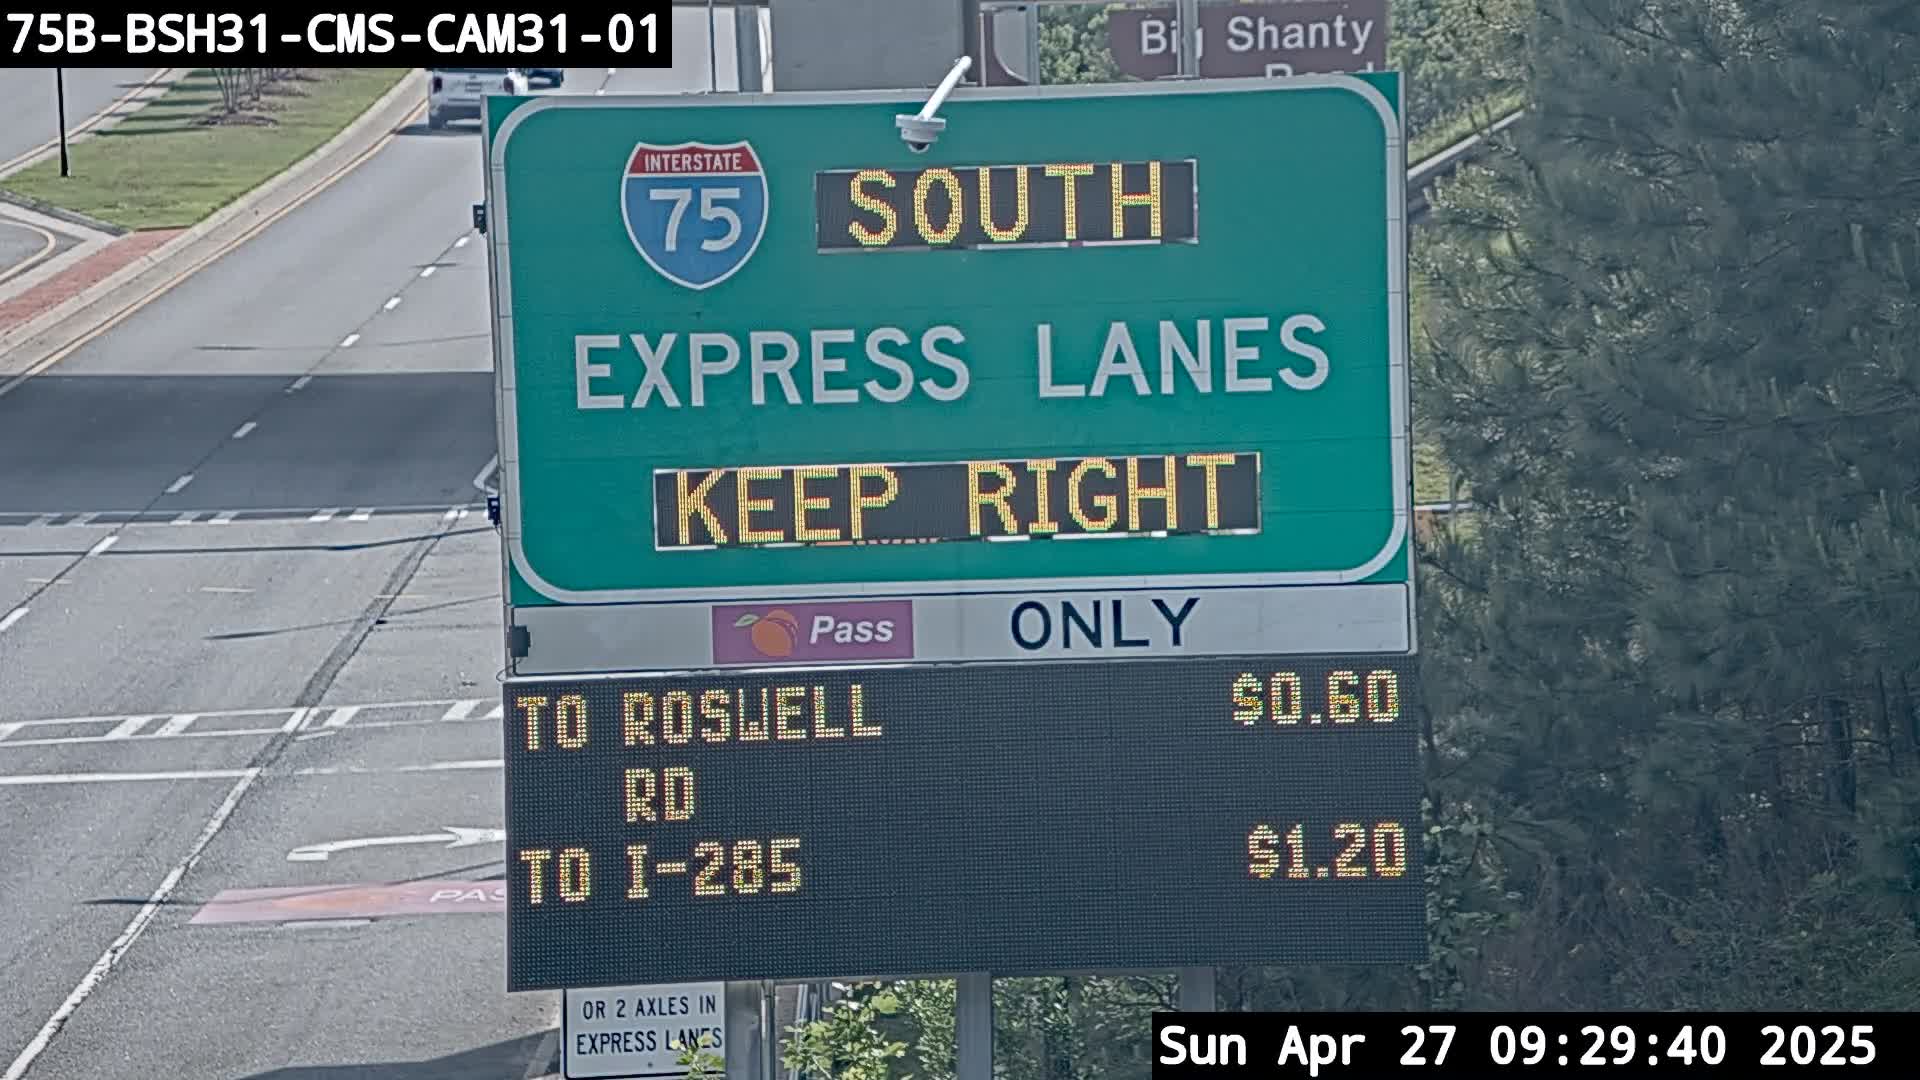 75B-BSH31-CMS-CAM31-01
Big Shanty
Road
INTERSTATE
75
SOUTH
EXPRESS LANES
KEEP RIGHT
Pass ONLY
TO ROSWELL $0.60
RD
TO I-285 $1.20
PAS
OR 2 AXLES IN
EXPRESS LANES
Sun Apr 27 09:29:40 2025